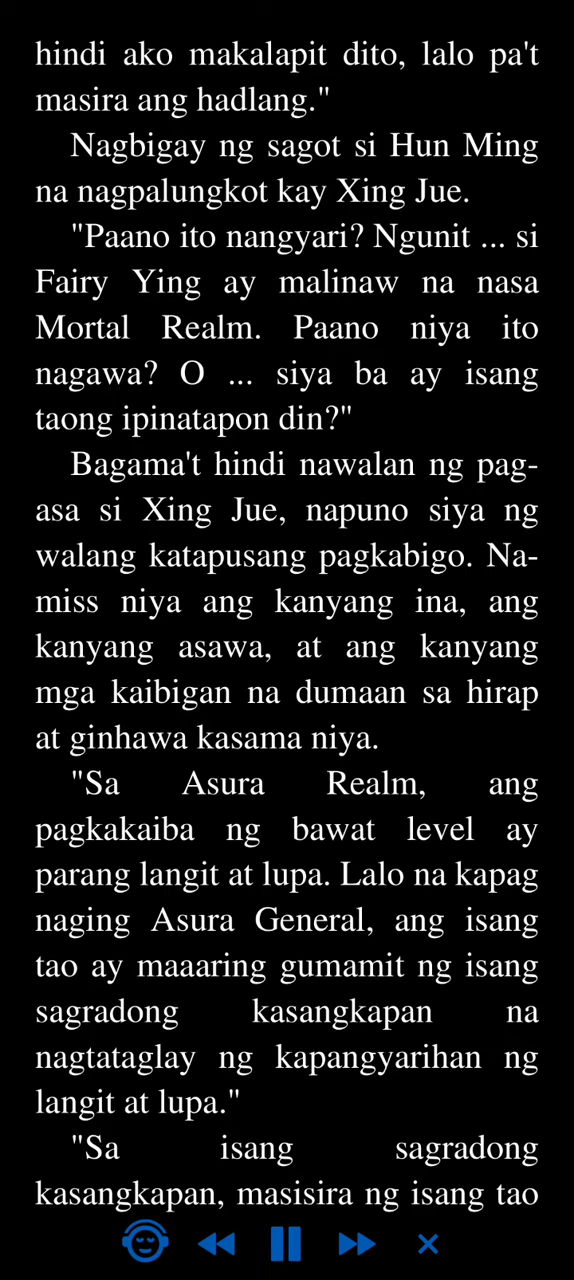 hindi ako makalapit dito, lalo pa't
masira ang hadlang."
Nagbigay ng sagot si Hun Ming
na nagpalungkot kay Xing Jue.
"Paano ito nangyari? Ngunit ... si
Fairy Ying ay malinaw na nasa
Mortal Realm. Paano niya ito
nagawa? O ... siya ba ay isang
taong ipinatapon din?"
Bagama't hindi nawalan ng pag-
asa si Xing Jue, napuno siya ng
walang katapusang pagkabigo. Na-
miss niya ang kanyang ina, ang
kanyang asawa, at ang kanyang
mga kaibigan na dumaan sa hirap
at ginhawa kasama niya.
"Sa Asura Realm, ang
pagkakaiba ng bawat level ay
parang langit at lupa. Lalo na kapag
naging Asura General, ang isang
tao ay maaaring gumamit ng isang
sagradong kasangkapan na
nagtataglay ng kapangyarihan ng
langit at lupa."
"Sa isang sagradong
kasangkapan, masisira ng isang tao